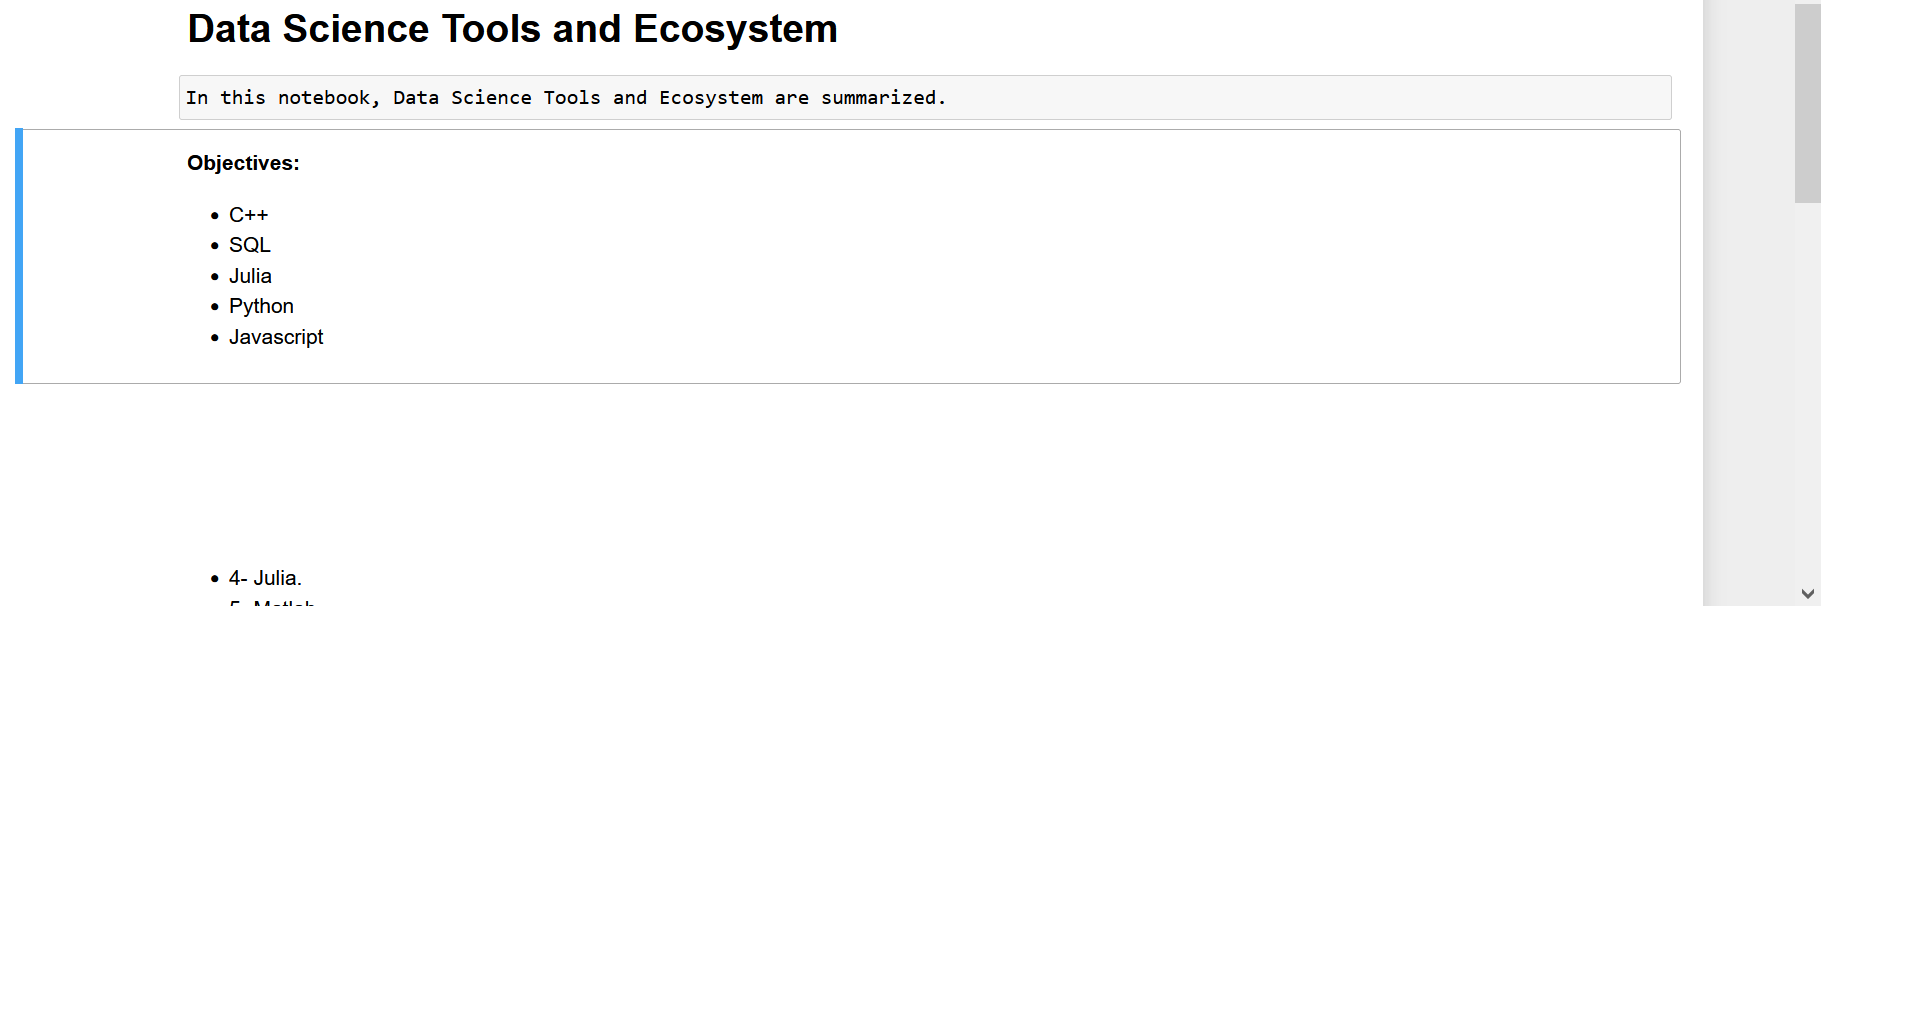 Data Science Tools and Ecosystem
In this notebook, Data Science Tools and Ecosystem are summarized.
Objectives:
• C++
• SQL
• Julia
• Python
• Javascript
• 4- Julia.